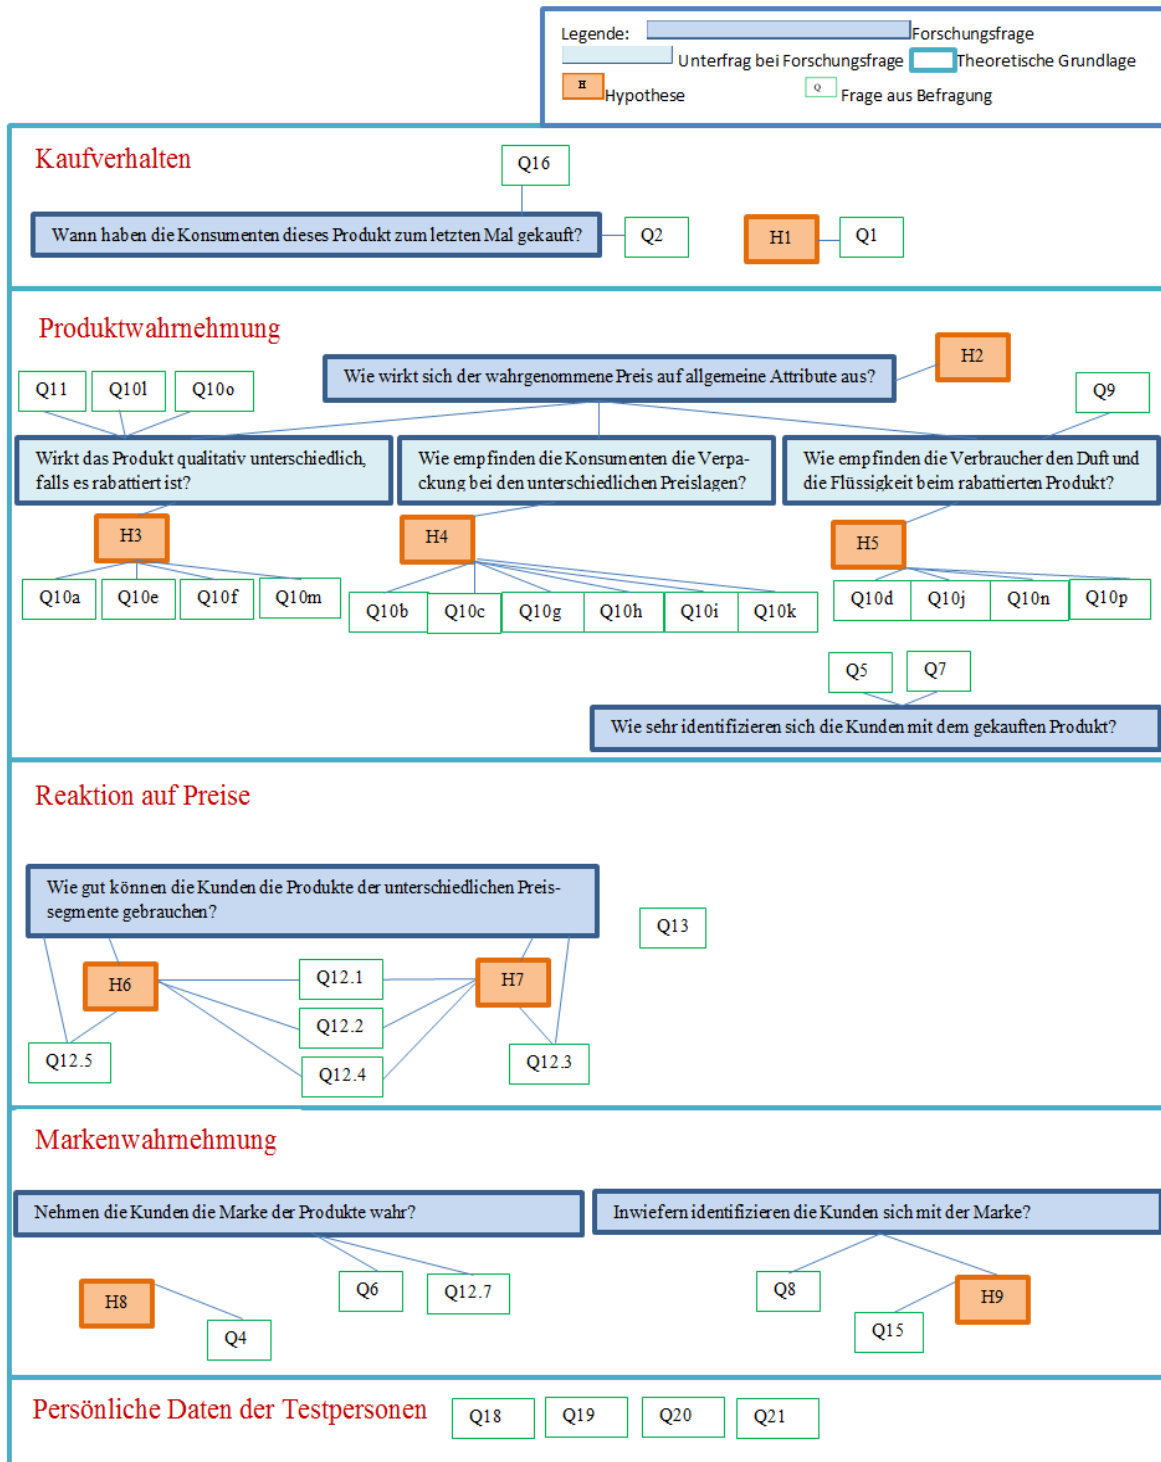 Legende: Forschungsfrage
Unterfrag bei Forschungsfrage Theoretische Grundlage
H Hypothese Q Frage aus Befragung
Kaufverhalten
Q16
Wann haben die Konsumenten dieses Produkt zum letzten Mal gekauft?
Q2
H1
Q1
Produktwahrnehmung
H2
Wie wirkt sich der wahrgenommene Preis auf allgemeine Attribute aus?
Q11
Q10l
Q10o
Q9
Wirkt das Produkt qualitativ unterschiedlich,
falls es rabattiert ist?
Wie empfinden die Konsumenten die Verpa-
ckung bei den unterschiedlichen Preislagen?
Wie empfinden die Verbraucher den Duft und
die Flüssigkeit beim rabattierten Produkt?
H3
H4
H5
Q10a
Q10e
Q10f
Q10m
Q10b
Q10c
Q10g
Q10h
Q10i
Q10k
Q10d
Q10j
Q10n
Q10p
Q5
Q7
Wie sehr identifizieren sich die Kunden mit dem gekauften Produkt?
Reaktion auf Preise
Wie gut können die Kunden die Produkte der unterschiedlichen Preis-
segmente gebrauchen?
Q13
H6
Q12.1
H7
Q12.2
Q12.5
Q12.4
Q12.3
Markenwahrnehmung
Nehmen die Kunden die Marke der Produkte wahr?
Inwiefern identifizieren die Kunden sich mit der Marke?
H8
Q6
Q12.7
Q4
Q8
H9
Q15
Persönliche Daten der Testpersonen
Q18
Q19
Q20
Q21